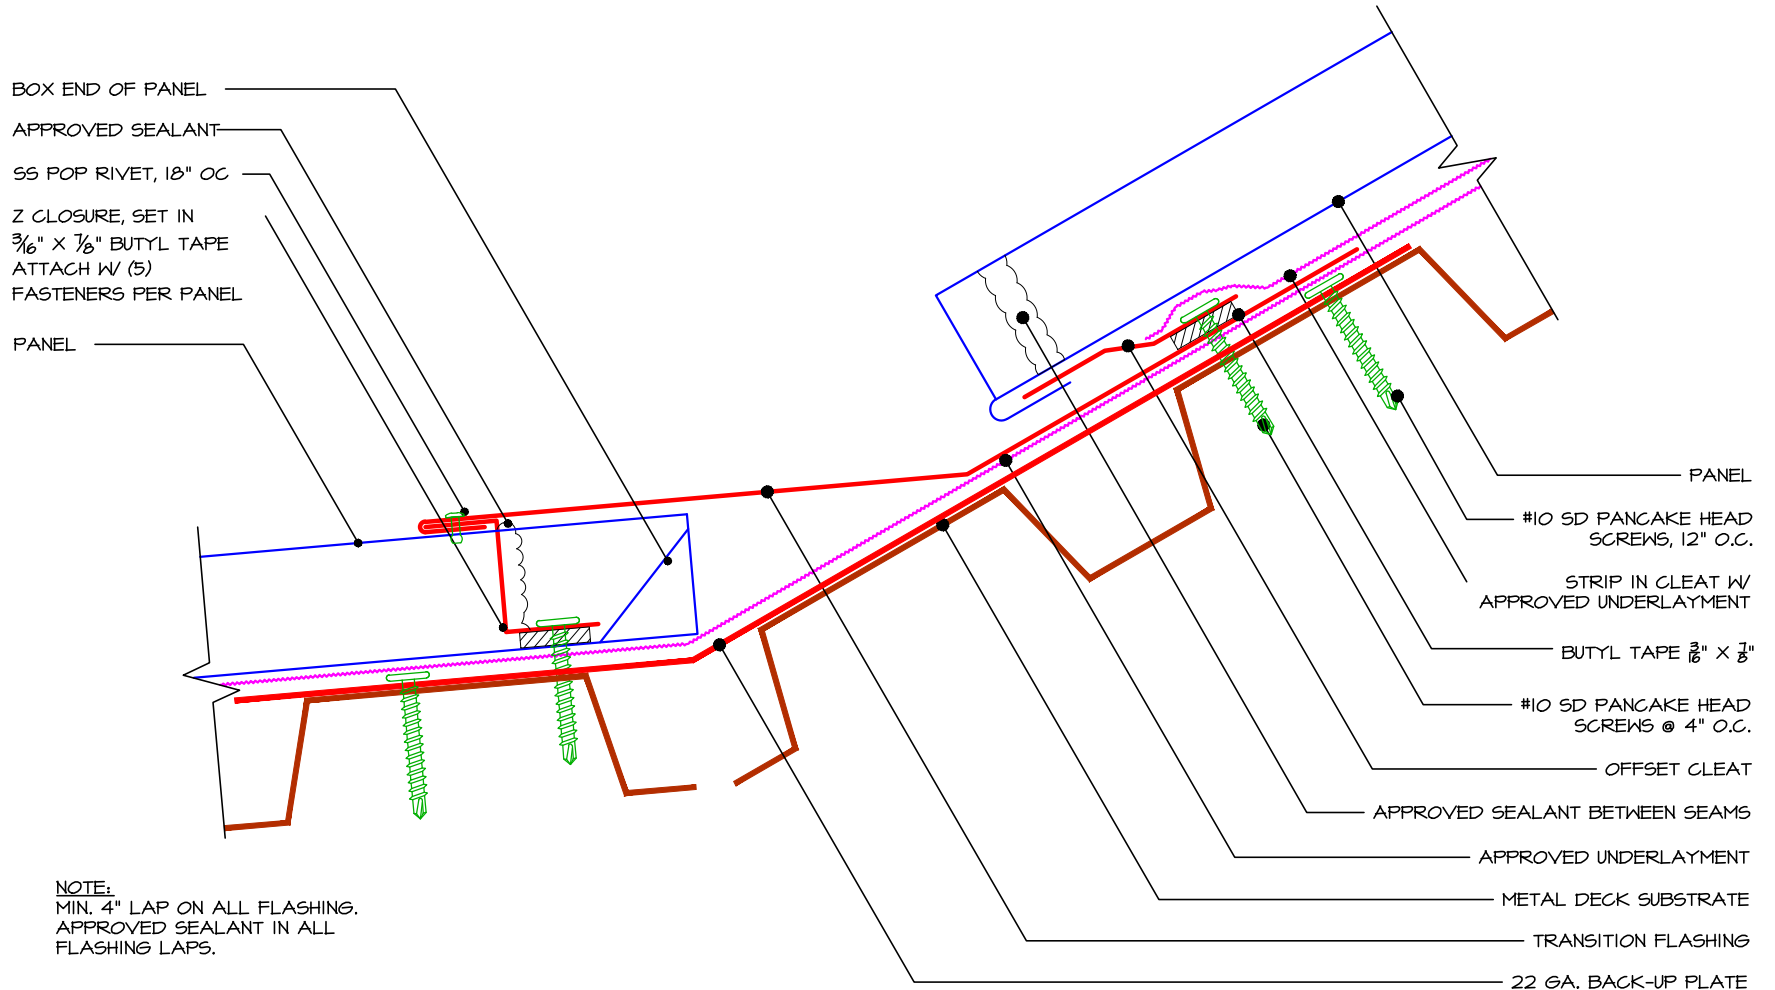 BOX END OF PANEL
APPROVED SEALANT
SS POP RIVET, 18" OC
Z CLOSURE, SET IN
3/16" X 7/8" BUTYL TAPE
ATTACH W/ (5)
FASTENERS PER PANEL
PANEL
NOTE:
MIN. 4" LAP ON ALL FLASHING.
APPROVED SEALANT IN ALL
FLASHING LAPS.
PANEL
#10 SD PANCAKE HEAD
SCREWS, 12" O.C.
STRIP IN CLEAT W/
APPROVED UNDERLAYMENT
BUTYL TAPE 3/16" X 7/8"
#10 SD PANCAKE HEAD
SCREWS @ 4" O.C.
OFFSET CLEAT
APPROVED SEALANT BETWEEN SEAMS
APPROVED UNDERLAYMENT
METAL DECK SUBSTRATE
TRANSITION FLASHING
22 GA. BACK-UP PLATE